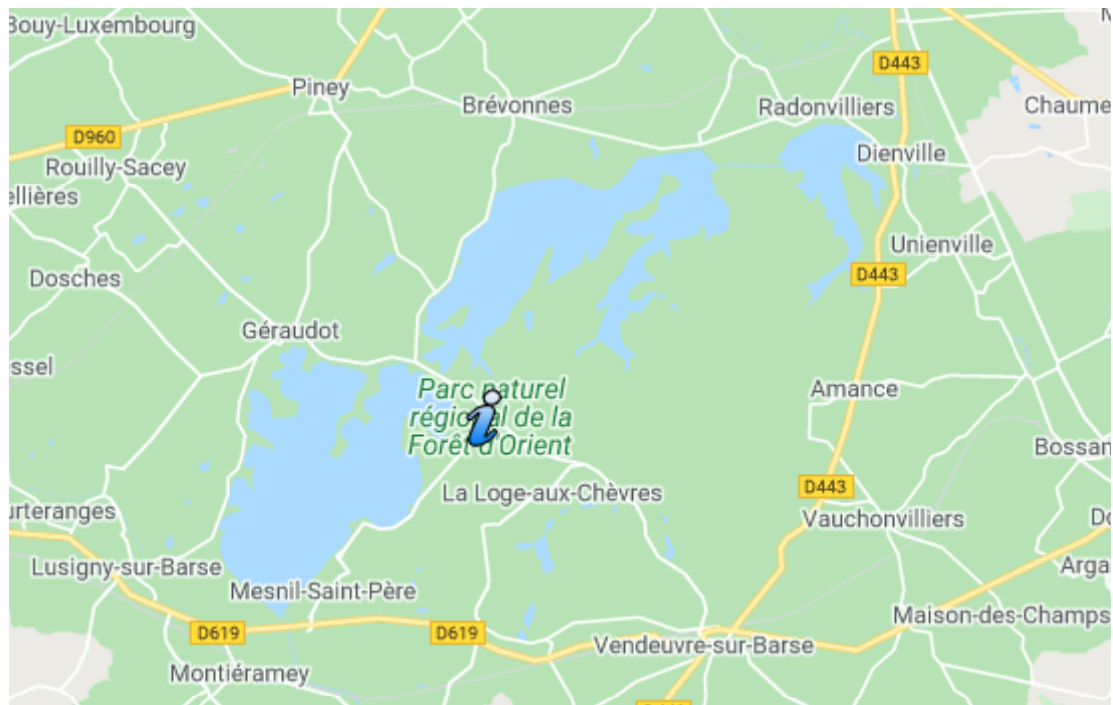 Bouy-Luxembourg
D443
Piney
Brévonnes
Radonvilliers
Chaume
D960
Rouilly-Sacey
Dienville
ellières
Unienville
Dosches
D443
Géraudot
ssel
Parc naturel
régional de la
Forêt d'Orient
Amance
Bossan
La Loge-aux-Chèvres
D443
urteranges
Vauchonvilliers
Do
Lusigny-sur-Barse
Arga
Mesnil-Saint-Père
Maison-des-Champs
D619
D619
Vendeuvre-sur-Barse
Montiéramey